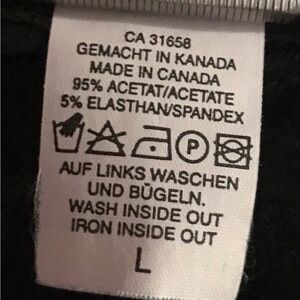 CA 31658
GEMACHT IN KANADA
MADE IN CANADA
95% ACETAT/ACETATE
5% ELASTHAN/SPANDEX
P
AUF LINKS WASCHEN
UND BÜGELN.
WASH INSIDE OUT
IRON INSIDE OUT
L